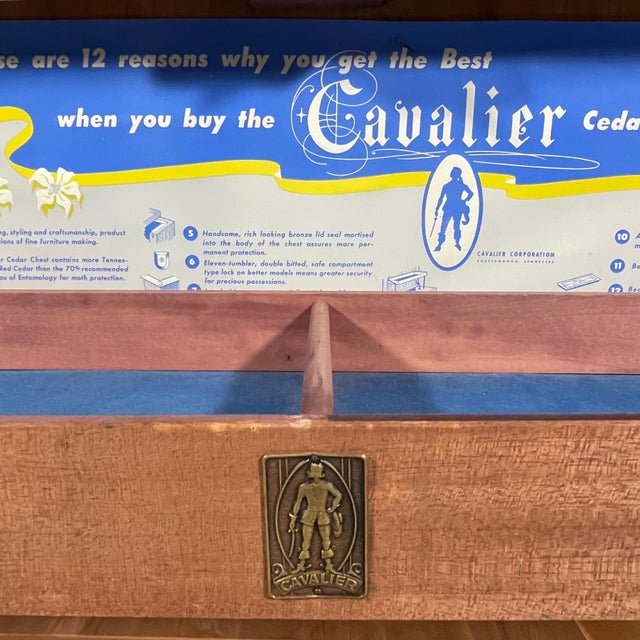 are 12 reasons why you get the Best
when you buy the Cavalier
styling and craftsmanship, product
of fine furniture making.
Cedar Chest contains more
Red Cedar than the 70% recommended
of Entomology for moth protection.
5 Handsome, rich looking bronze lid seal mortised
into the body of the chest assures more per-
manent protection.
6 Eleven-tumbler, double bitted, safe compartment
type lock on better models means greater security
for precious possessions.
CAVALIER CORPORATION
CHATTANOOGA, TENNESSEE
10
11
12
CAVALIER